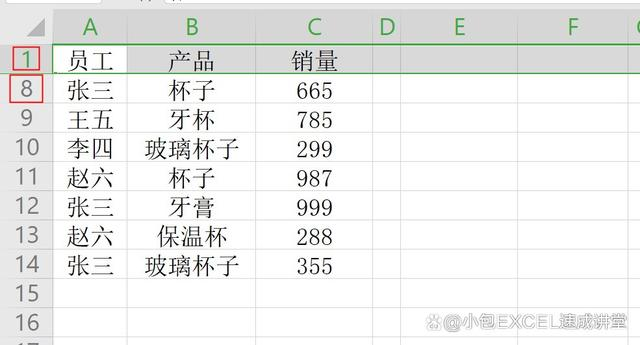 A B C D E F
1 员工 产品 销量
8 张三 杯子 665
9 王五 牙杯 785
10 李四 玻璃杯子 299
11 赵六 杯子 987
12 张三 牙膏 999
13 赵六 保温杯 288
14 张三 玻璃杯子 355
15
16
@小包EXCEL速成讲堂